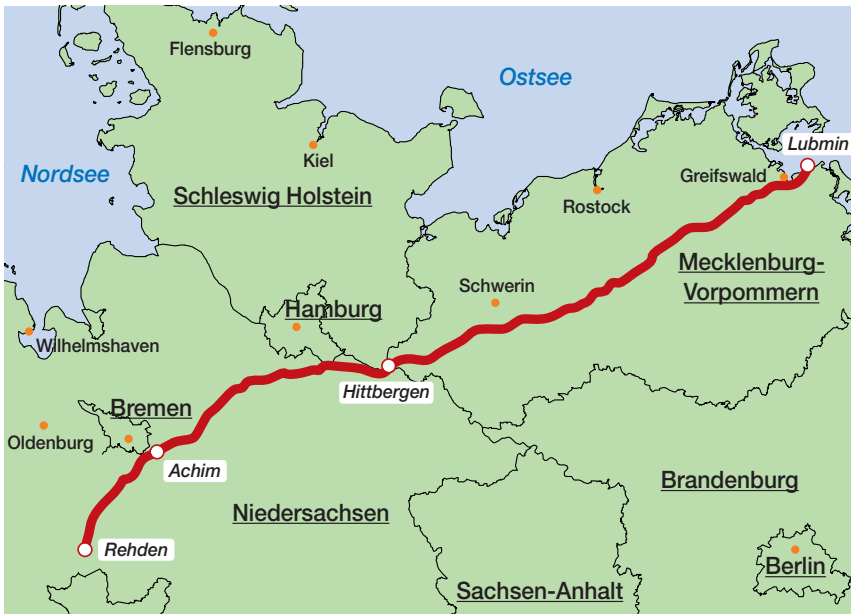 Flensburg
Ostsee
Kiel
Lubmin
Nordsee
Greifswald
Schleswig Holstein
Rostock
Mecklenburg-
Vorpommern
Schwerin
Hamburg
Wilhelmshaven
Hittbergen
Bremen
Oldenburg
Achim
Brandenburg
Niedersachsen
Rehden
Berlin
Sachsen-Anhalt